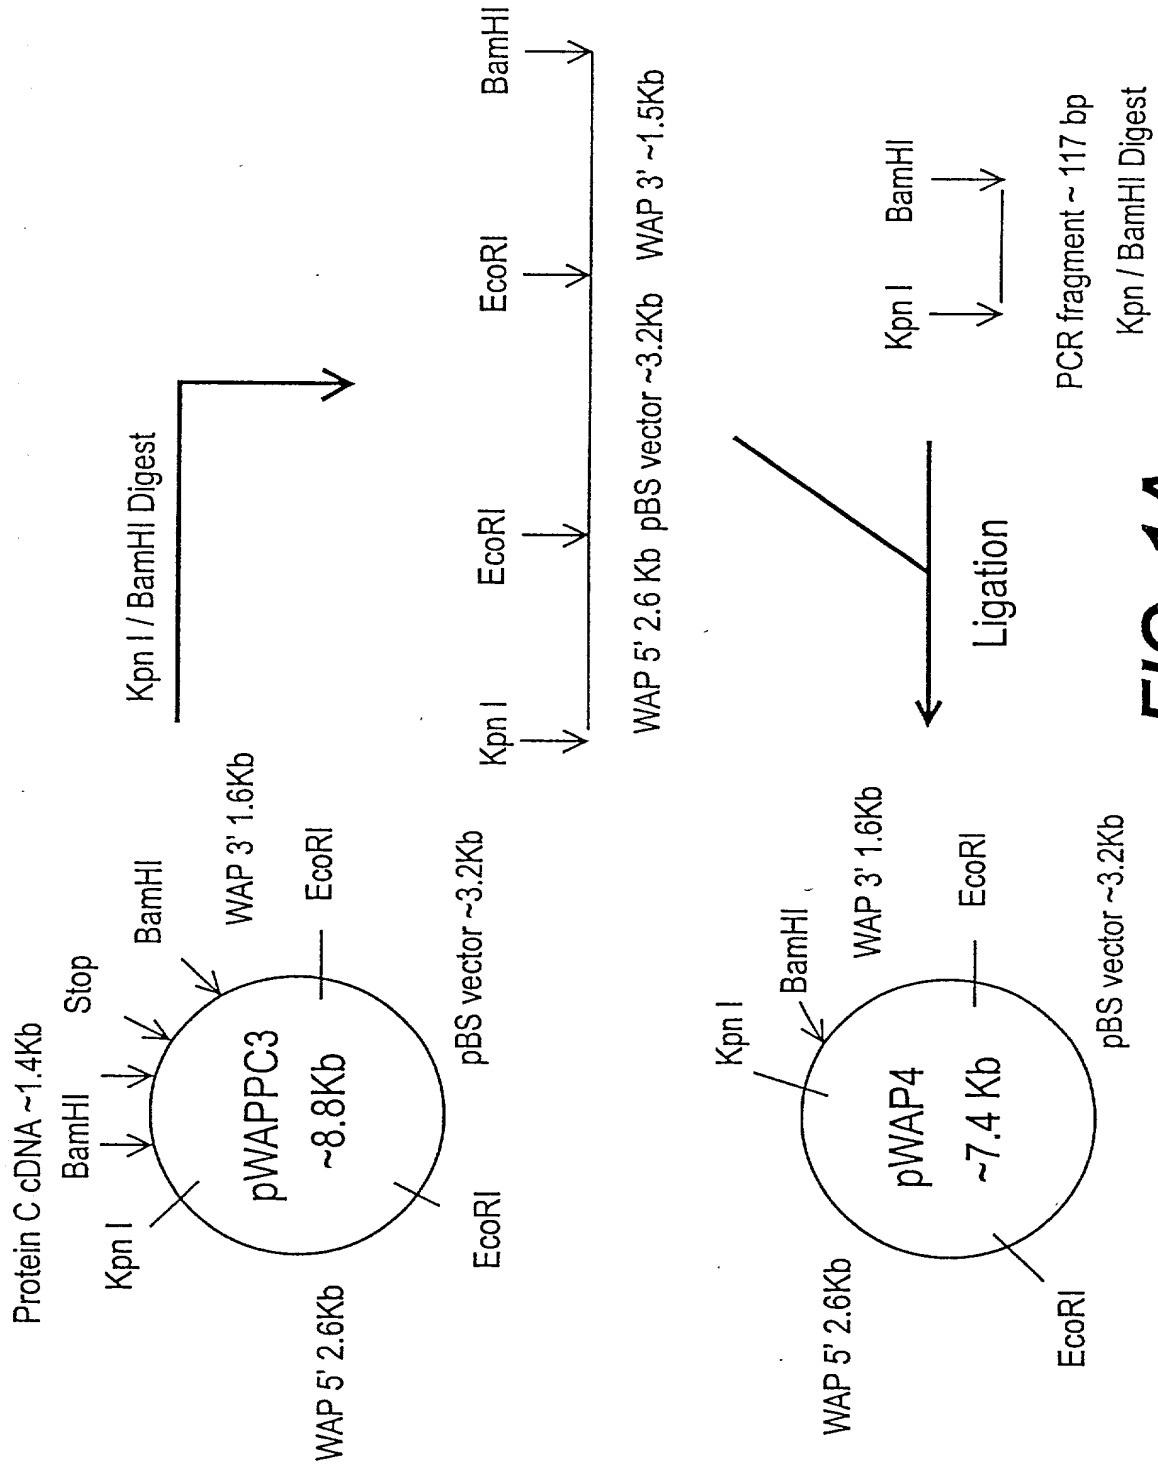 Protein C cDNA ~1.4Kb
BamHI
Stop
BamHI
Kpn I
pWAPPC3
~8.8Kb
WAP 3' 1.6Kb
EcoRI
WAP 5' 2.6Kb
EcoRI
pBS vector ~3.2Kb
Kpn I / BamHI Digest
Kpn I
EcoRI
EcoRI
BamHI
WAP 5' 2.6 Kb
pBS vector ~3.2Kb
WAP 3' ~1.5Kb
Kpn I
BamHI
PCR fragment ~ 117 bp
Kpn / BamHI Digest
Ligation
Kpn I
BamHI
WAP 5' 2.6Kb
WAP 3' 1.6Kb
pWAP4
~7.4 Kb
EcoRI
EcoRI
pBS vector ~3.2Kb
FIG. 1A